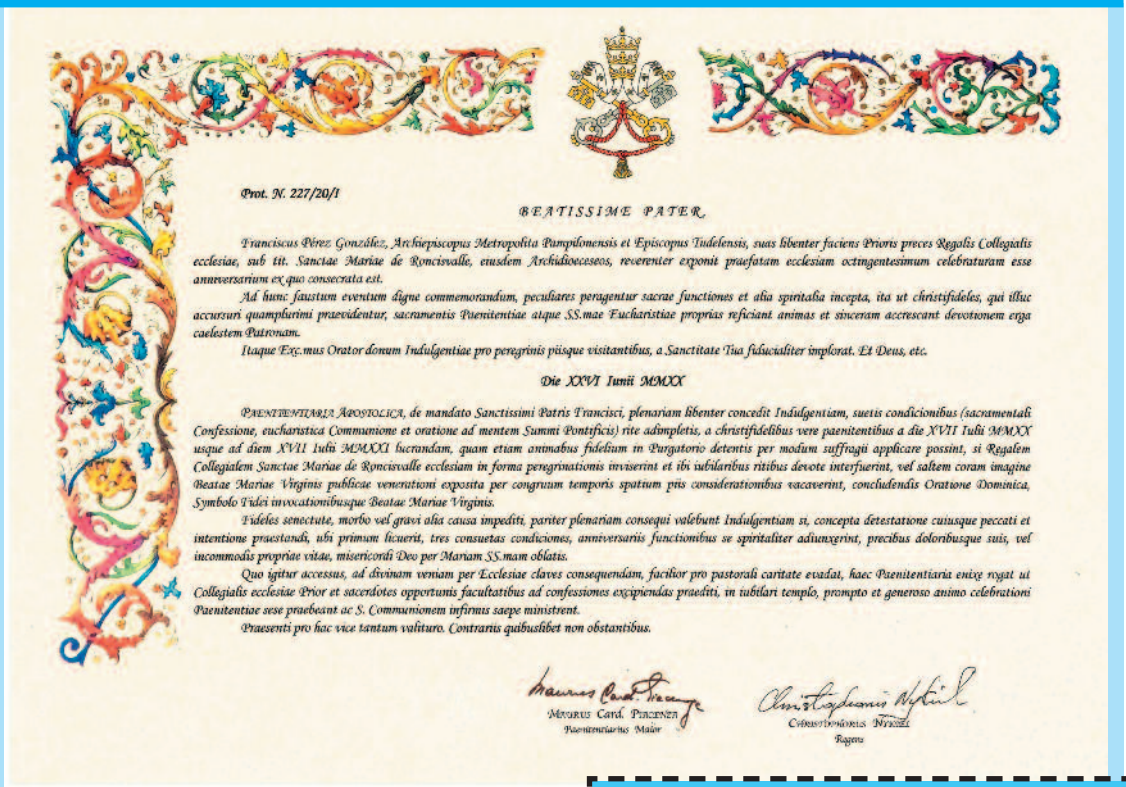 Prot. N. 227/20/I
BEATISSIME PATER,
Franciscus Pérez González, Archiepiscopus Metropolita Pampilonensis et Episcopus Tudelensis, suas libenter faciens Prioris preces Regalis Collegialis
ecclesiae, sub tit. Sanctae Mariae de Roncisvalle, eiusdem Archidioeceseos, reverenter exponit praefatam ecclesiam octingentesimum celebraturam esse
anniversarium ex quo consecrata est.
Ad hunc faustum eventum digne commemorandum, peculiares peragentur sacrae functiones et alia spiritalia incepta, ita ut christifideles, qui illuc
accursuri quamplurimi praevidentur, sacramentis Paenitentiae atque SS.mae Eucharistiae proprias reficiant animas et sinceram accrescant devotionem erga
caelestem Patronam.
Itaque Exc.mus Orator donum Indulgentiae pro peregrinis piisque visitantibus, a Sanctitate Tua fiducialiter implorat. Et Deus, etc.
Die XXVI Iunii MMXX
PAENITENTIARIA APOSTOLICA, de mandato Sanctissimi Patris Francisci, plenariam libenter concedit Indulgentiam, suetis condicionibus (sacramentali
Confessione, eucharistica Communione et oratione ad mentem Summi Pontificis) rite adimpletis, a christifidelibus vere paenitentibus a die XVII Iulii MMXX
usque ad diem XVII Iulii MMXXI lucrandam, quam etiam animabus fidelium in Purgatorio detentis per modum suffragii applicare possint, si Regalem
Collegialem Sanctae Mariae de Roncisvalle ecclesiam in forma peregrinationis inviserint et ibi iubilaribus ritibus devote interfuerint, vel saltem coram imagine
Beatae Mariae Virginis publicae venerationi exposita per congruum temporis spatium piis considerationibus vacaverint, concludendis Oratione Dominica,
Symbolo Fidei invocationibusque Beatae Mariae Virginis.
Fideles senectute, morbo vel gravi alia causa impediti, pariter plenariam consequi valebunt Indulgentiam si, concepta detestatione cuiusque peccati et
intentione praestandi, ubi primum licuerit, tres consuetas condiciones, anniversariis functionibus se spiritaliter adiunxerint, precibus doloribusque suis, vel
incommodis propriae vitae, misericordi Deo per Mariam SS.mam oblatis.
Quo igitur accessus, ad divinam veniam per Ecclesiae claves consequendam, facilior pro pastorali caritate evadat, haec Paenitentiaria enixe rogat ut
Collegialis ecclesiae Prior et sacerdotes opportunis facultatibus ad confessiones excipiendas praediti, in iubilari templo, prompto et generoso animo celebrationi
Paenitentiae sese praebeant ac S. Communionem infirmis saepe ministrent.
Praesenti pro hac vice tantum valituro. Contrariis quibuslibet non obstantibus.
Maurus Card. Piacenza
MAURUS Card. PIACENZA
Paenitentiarius Maior
Christophorus Nykiel
CHRISTOPHORUS NYKIEL
Regens